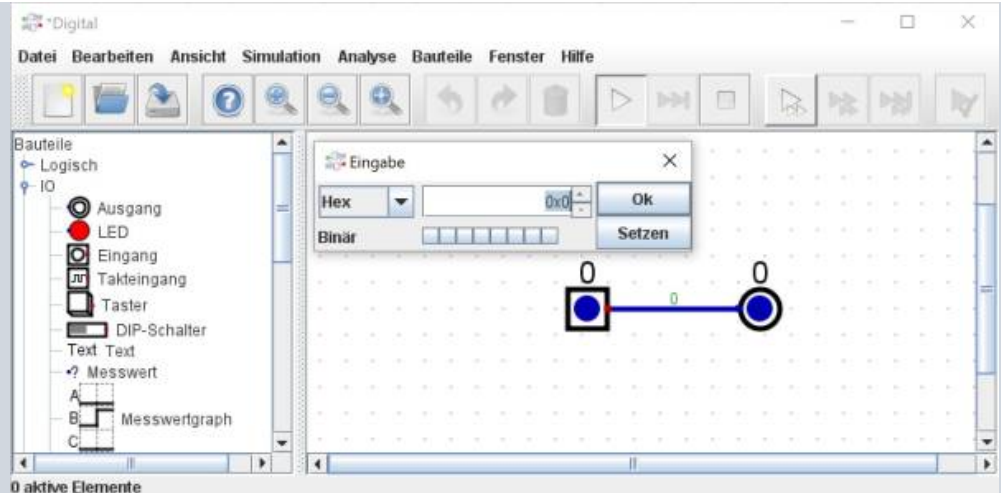 *Digital
Datei Bearbeiten Ansicht Simulation Analyse Bauteile Fenster Hilfe
Bauteile
Logisch
IO
Ausgang
LED
Eingang
Takteingang
Taster
DIP-Schalter
Text Text
Messwert
A
B Messwertgraph
C
Eingabe
Hex 0x0 Ok
Binär Setzen
0 0
0
0 aktive Elemente